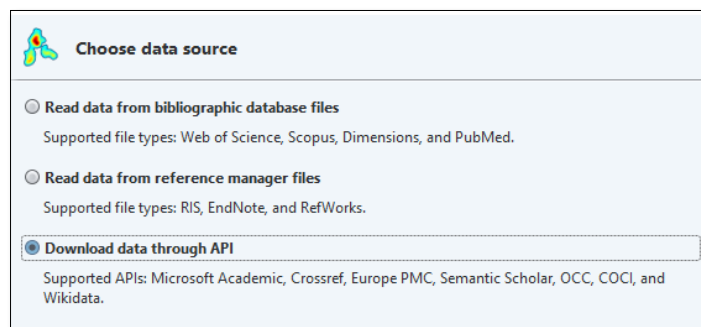 Choose data source
Read data from bibliographic database files
Supported file types: Web of Science, Scopus, Dimensions, and PubMed.
Read data from reference manager files
Supported file types: RIS, EndNote, and RefWorks.
Download data through API
Supported APIs: Microsoft Academic, Crossref, Europe PMC, Semantic Scholar, OCC, COCI, and
Wikidata.